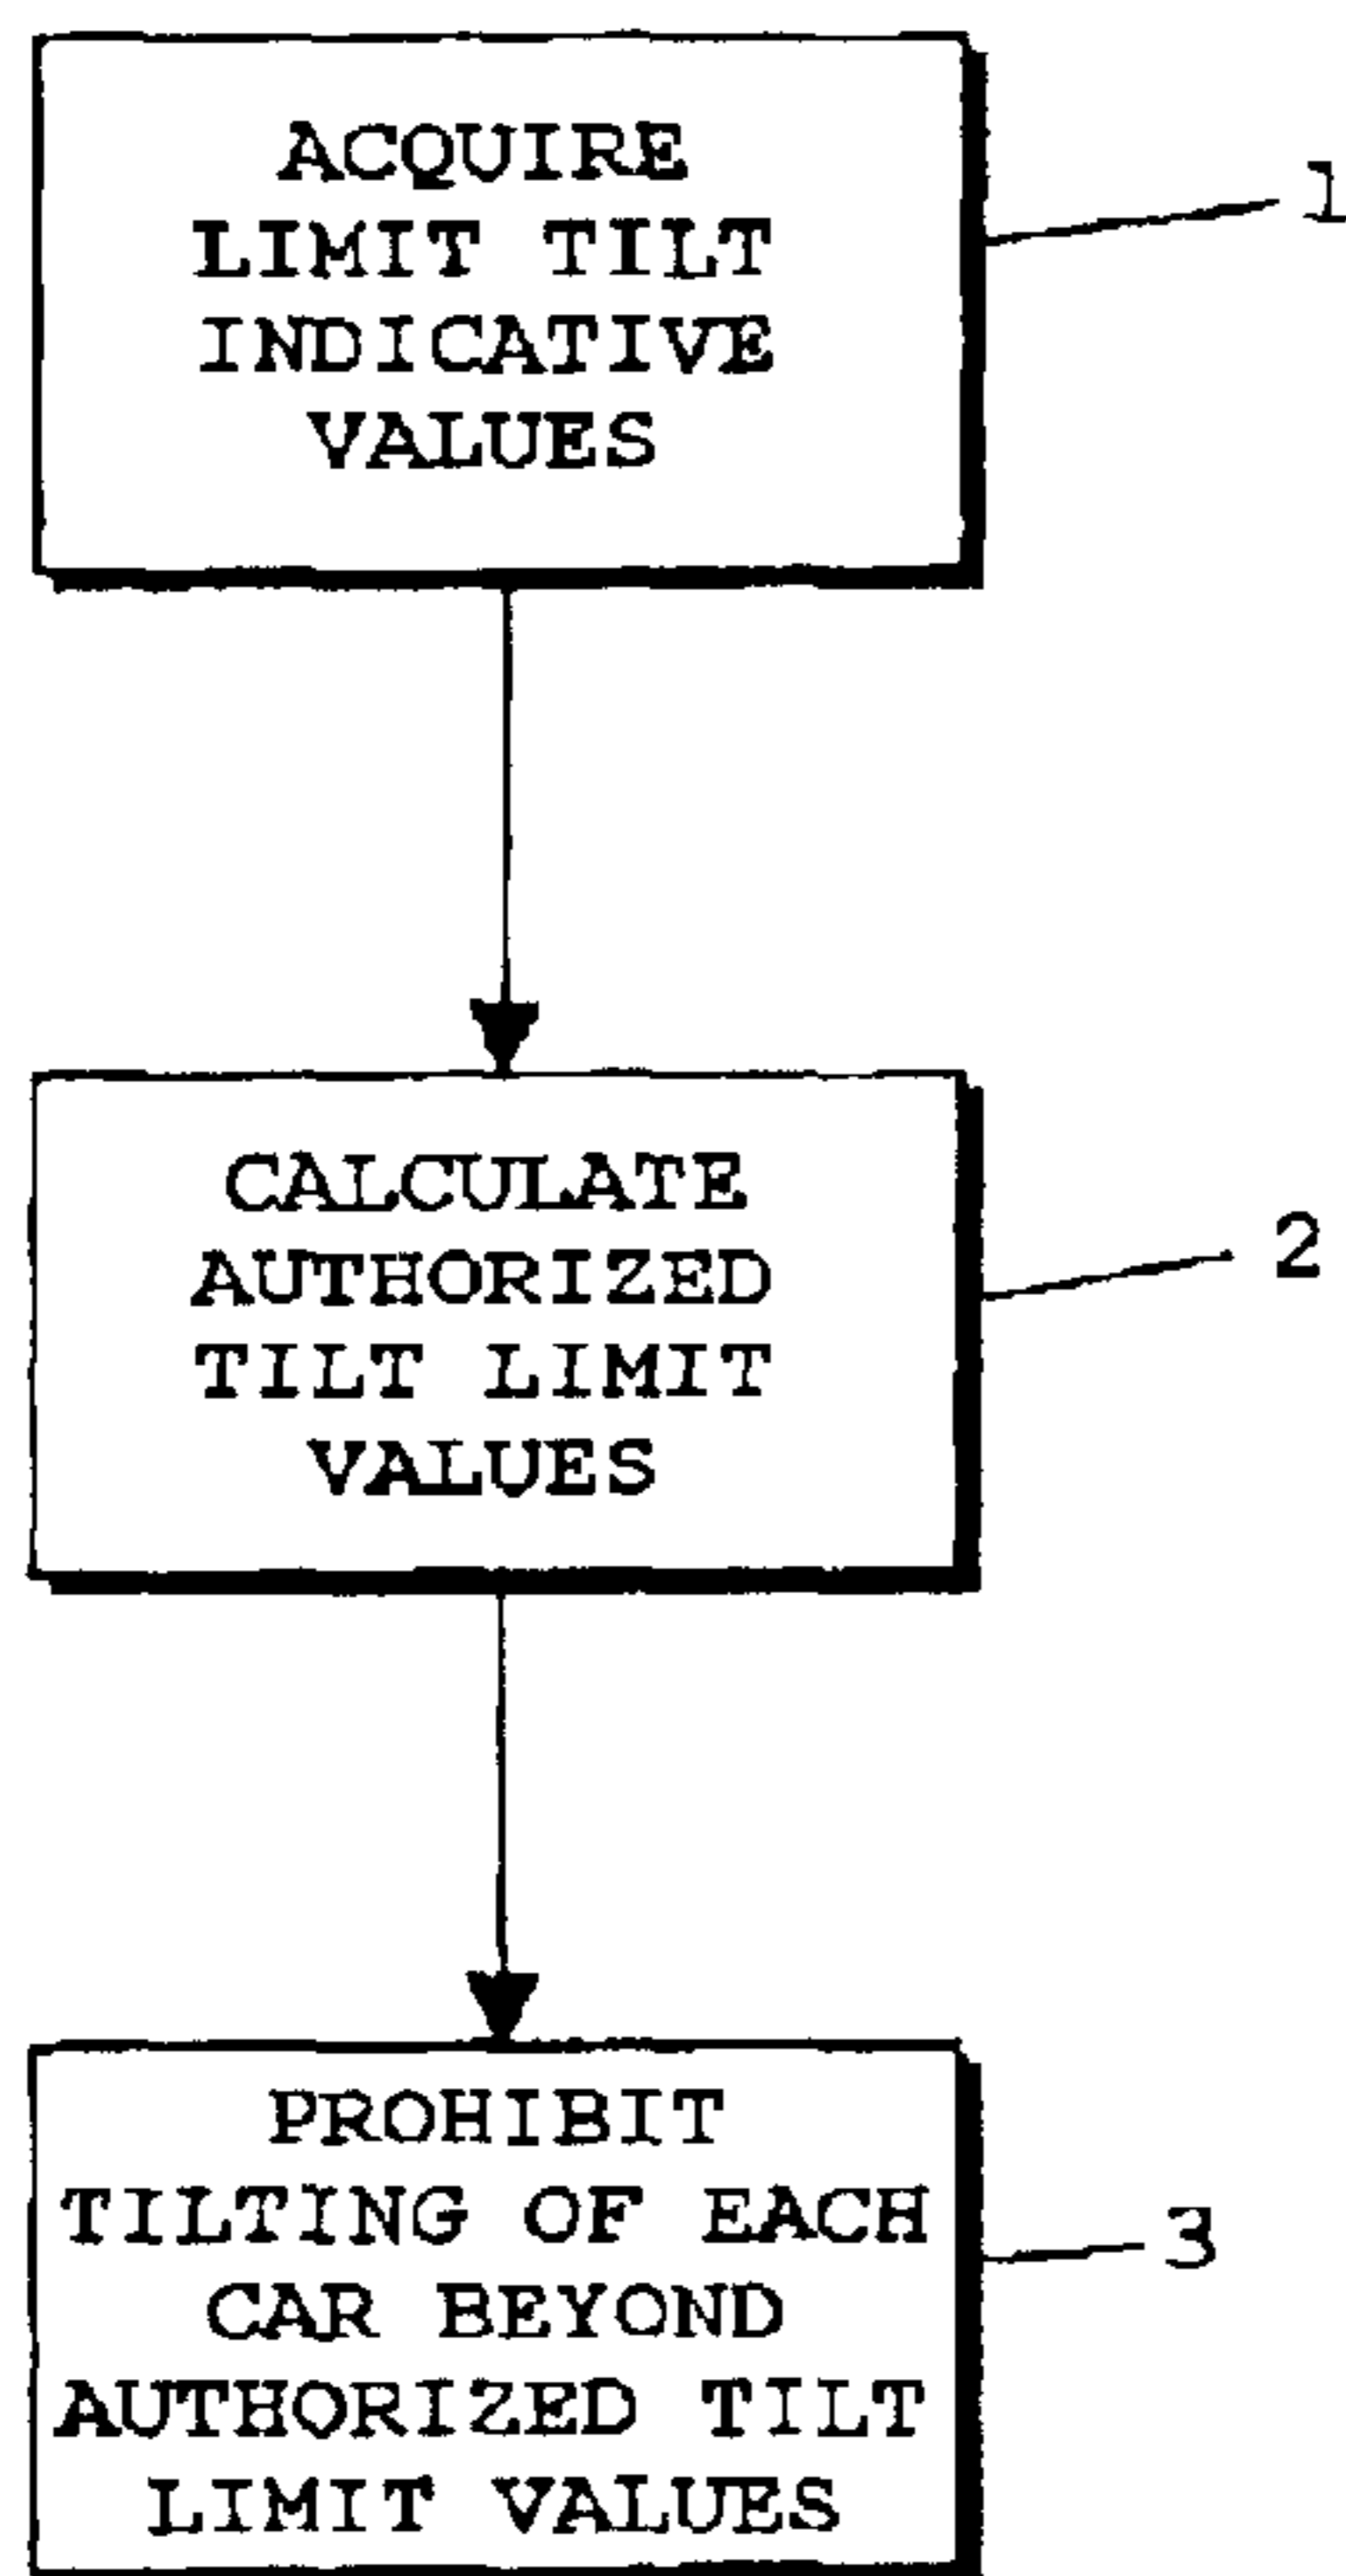 ACQUIRE
LIMIT TILT
INDICATIVE
VALUES
1
CALCULATE
AUTHORIZED
TILT LIMIT
VALUES
2
PROHIBIT
TILTING OF EACH
CAR BEYOND
AUTHORIZED TILT
LIMIT VALUES
3